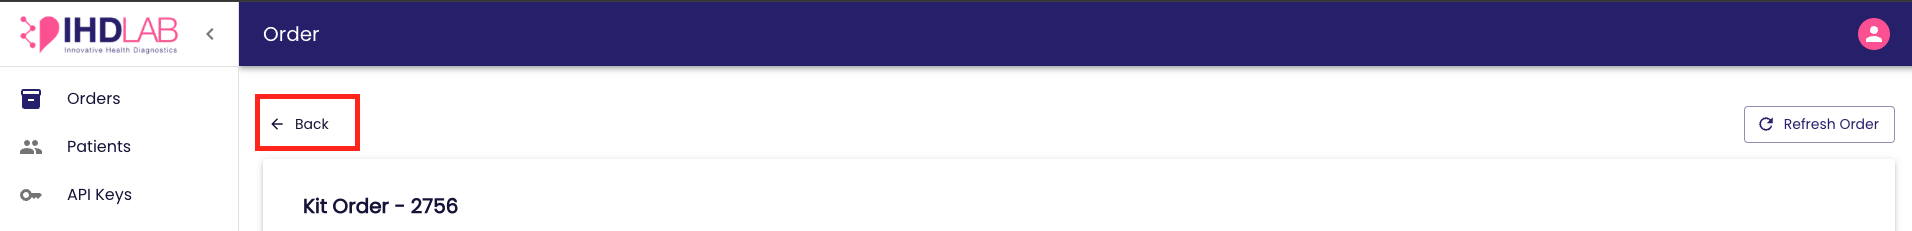 IHDLAB
Innovative Health Diagnostics
Order
Orders
Patients
API Keys
Back
Refresh Order
Kit Order - 2756